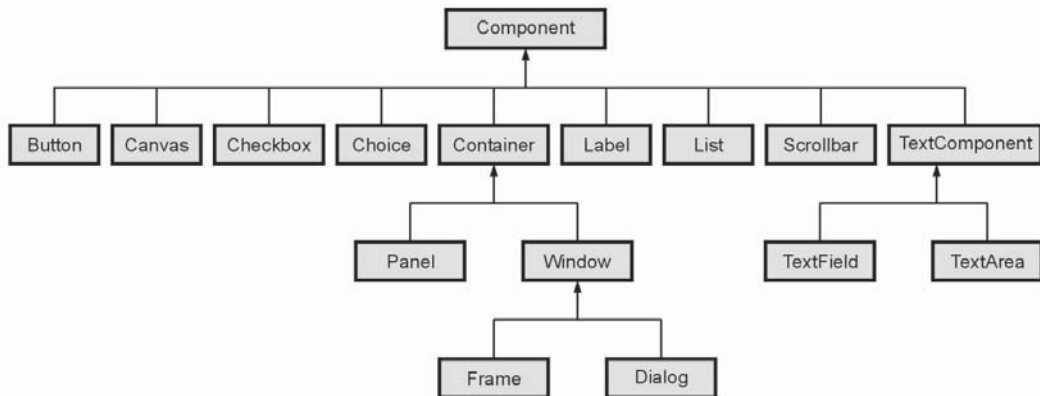 Component
Button Canvas Checkbox Choice Container Label List Scrollbar TextComponent
Panel Window TextField TextArea
Frame Dialog